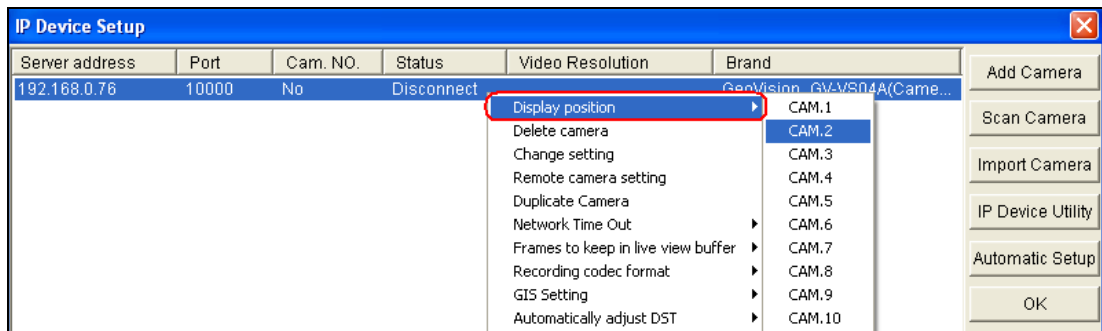 IP Device Setup
Server address Port Cam. NO. Status Video Resolution Brand
192.168.0.76 10000 No Disconnect GeoVision_GV-VS04A(Came...
Display position CAM.1
Delete camera CAM.2
Change setting CAM.3
Remote camera setting CAM.4
Duplicate Camera CAM.5
Network Time Out CAM.6
Frames to keep in live view buffer CAM.7
Recording codec format CAM.8
GIS Setting CAM.9
Automatically adjust DST CAM.10
Add Camera
Scan Camera
Import Camera
IP Device Utility
Automatic Setup
OK